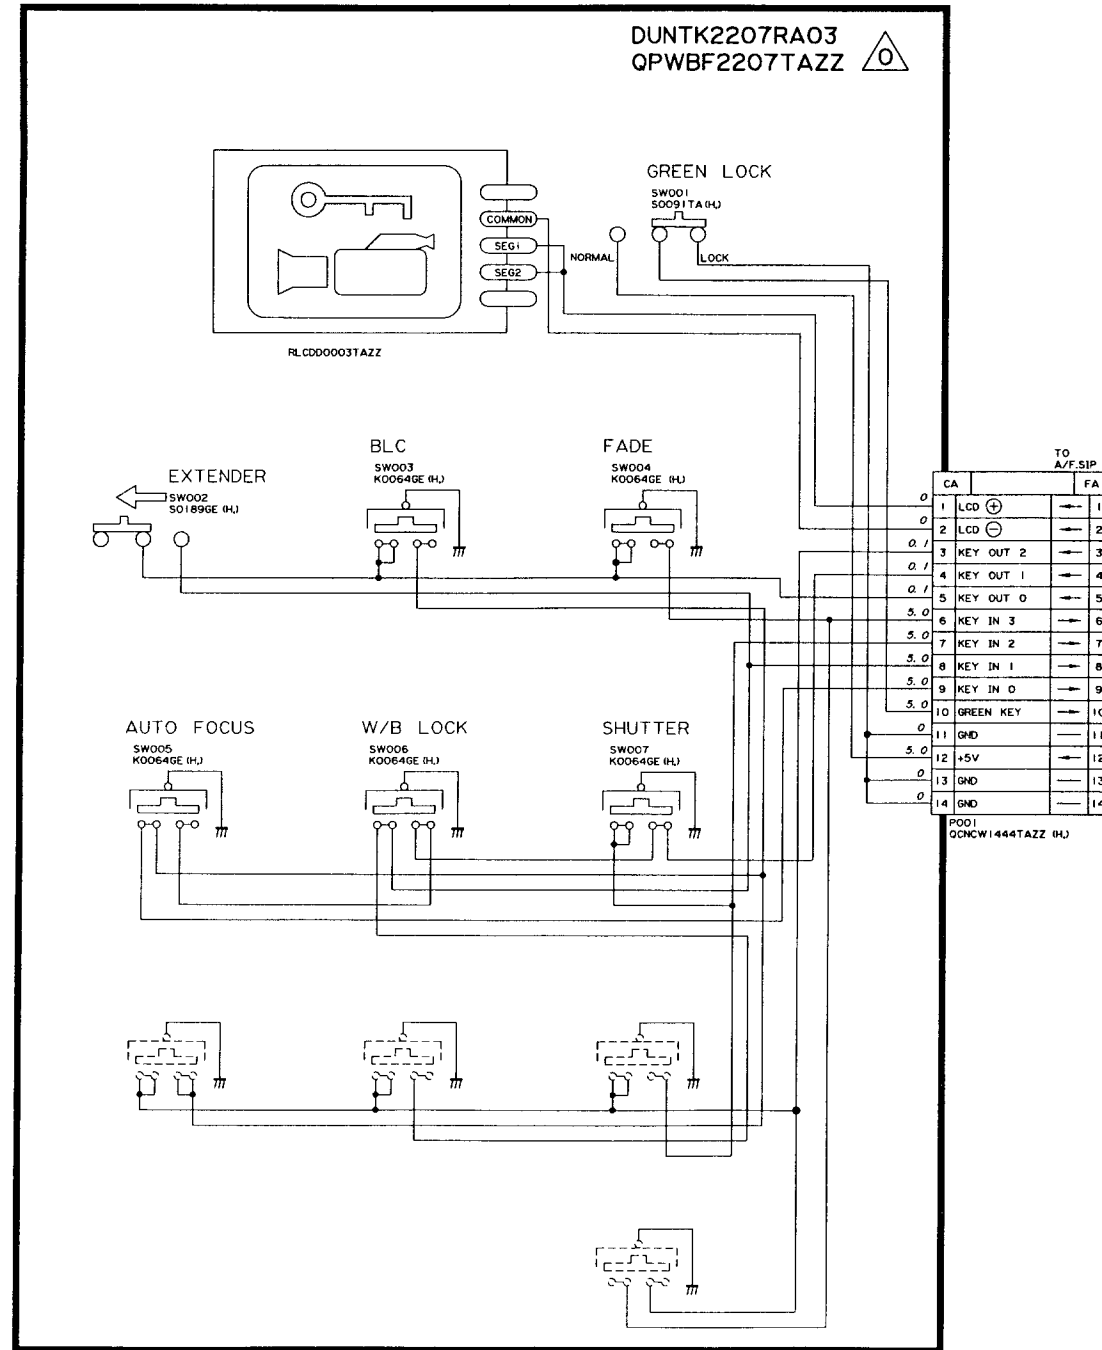 DUNTK2207RA03
QPWBF2207TAZZ 0
GREEN LOCK
SW001
S0091TA (H,)
COMMON
SEG1
SEG2
NORMAL
LOCK
RLCDD0003TAZZ
BLC
SW003
K0064GE (H,)
FADE
SW004
K0064GE (H,)
EXTENDER
SW002
S0189GE (H,)
TO
A/F.SIP
CA FA
0 1 LCD ⊕ 1
0 2 LCD ⊖ 2
0.1 3 KEY OUT 2 3
0.1 4 KEY OUT 1 4
0.1 5 KEY OUT 0 5
5.0 6 KEY IN 3 6
5.0 7 KEY IN 2 7
5.0 8 KEY IN 1 8
5.0 9 KEY IN 0 9
5.0 10 GREEN KEY 10
0 11 GND 11
5.0 12 +5V 12
0 13 GND 13
0 14 GND 14
P001
QCNCW1444TAZZ (H,)
AUTO FOCUS
SW005
K0064GE (H,)
W/B LOCK
SW006
K0064GE (H,)
SHUTTER
SW007
K0064GE (H,)